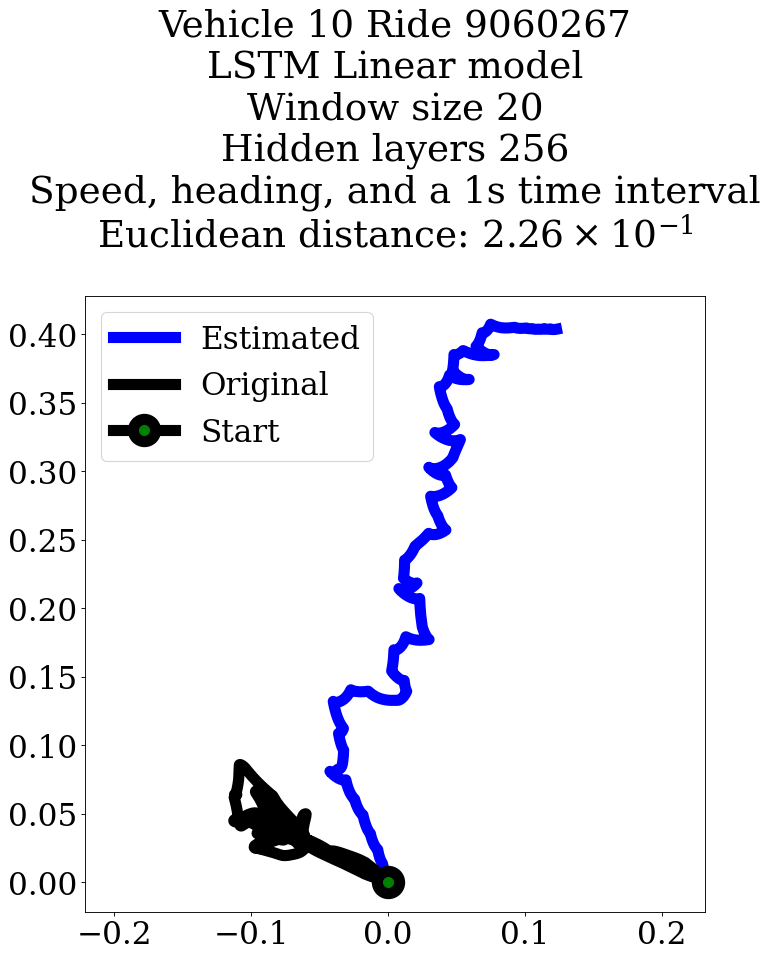 Vehicle 10 Ride 9060267
LSTM Linear model
Window size 20
Hidden layers 256
Speed, heading, and a 1s time interval
Euclidean distance: 2.26 × 10⁻¹
Estimated
Original
Start
0.40
0.35
0.30
0.25
0.20
0.15
0.10
0.05
0.00
−0.2 −0.1 0.0 0.1 0.2